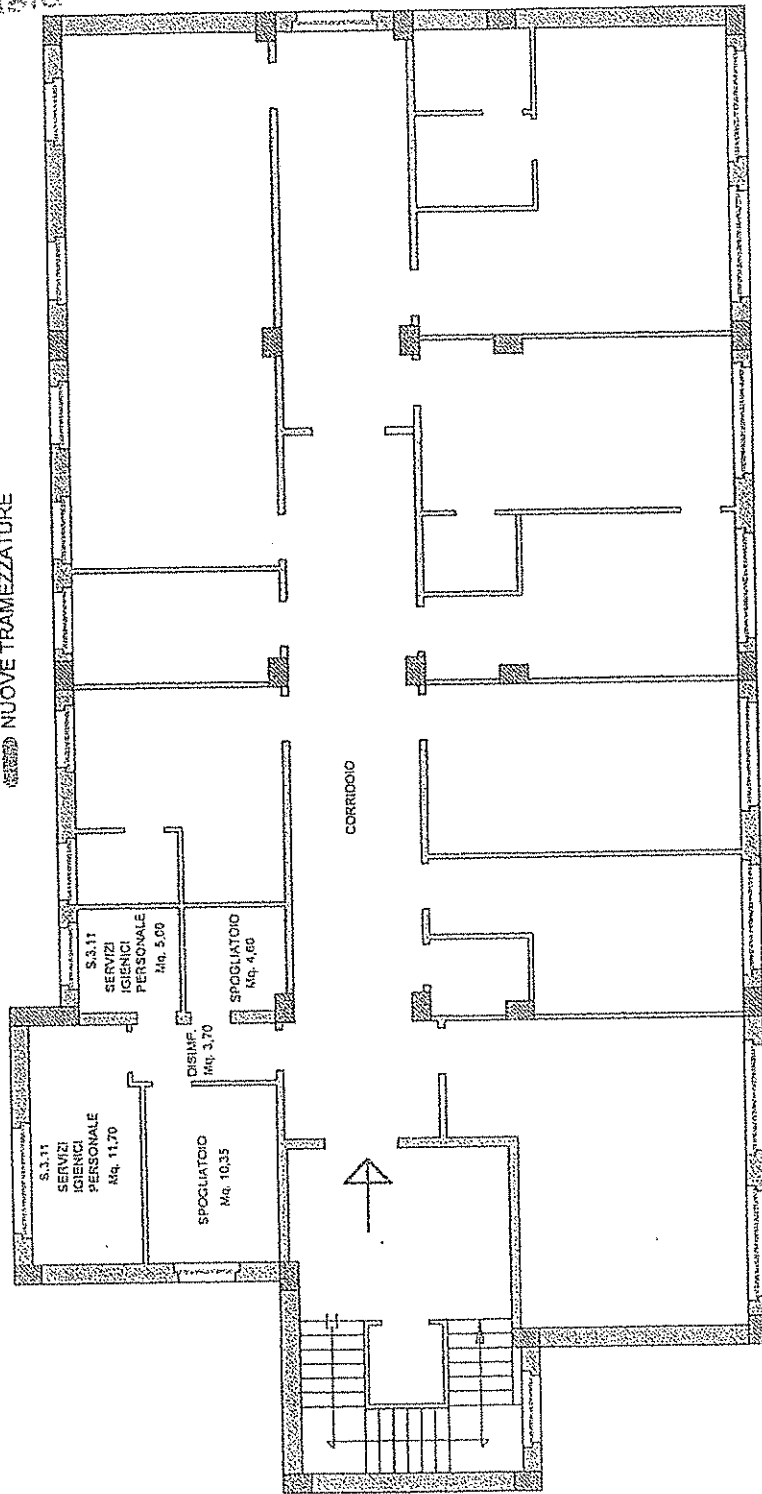 NUOVE TRAMEZZATURE
S.3.11
SERVIZI
IGIENICI
PERSONALE
Mq. 5,00
SPOGLIATOIO
Mq. 4,60
DISIMP.
Mq. 3,70
S.3.11
SERVIZI
IGIENICI
PERSONALE
Mq. 11,70
SPOGLIATOIO
Mq. 10,35
CORRIDOIO